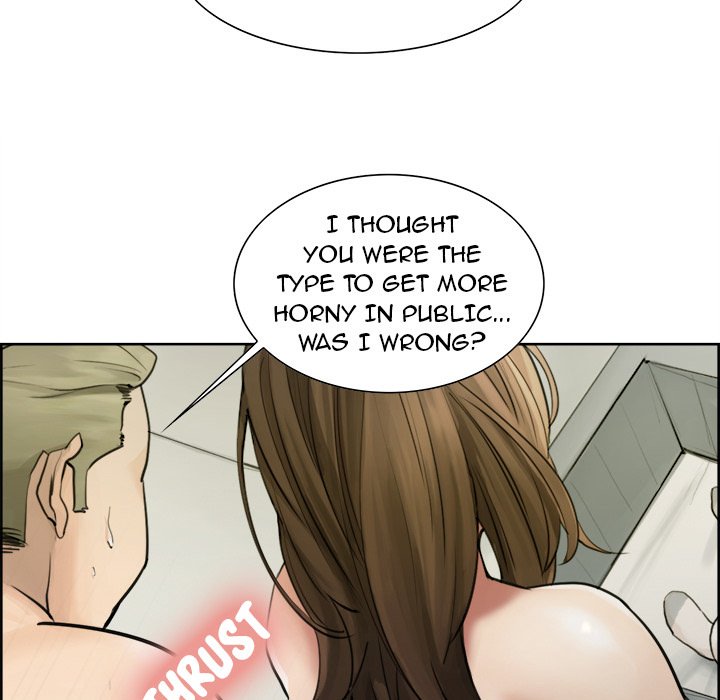 I THOUGHT
YOU WERE THE
TYPE TO GET MORE
HORNY IN PUBLIC...
WAS I WRONG?
THRUST